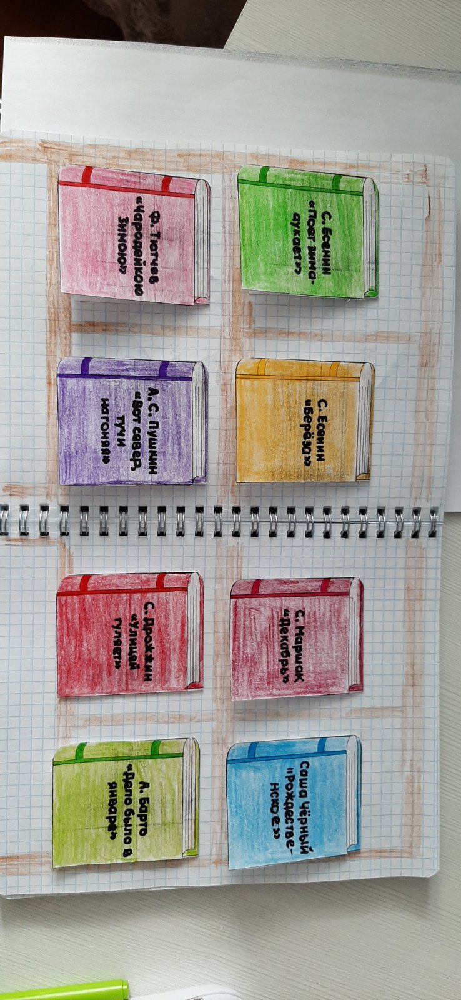 С. Есенин
«Поет зима-
аукает»
С. Есенин
«Берёза»
С. Маршак
«Декабрь»
Саша Чёрный
«Рождестве-
нское»
Ф. Тютчев
«Чародейкою
Зимою»
А.С. Пушкин
«Вот север,
тучи
нагоняя»
С. Дрожжин
«Улицей
гуляет»
А. Барто
«Дело было в
январе»